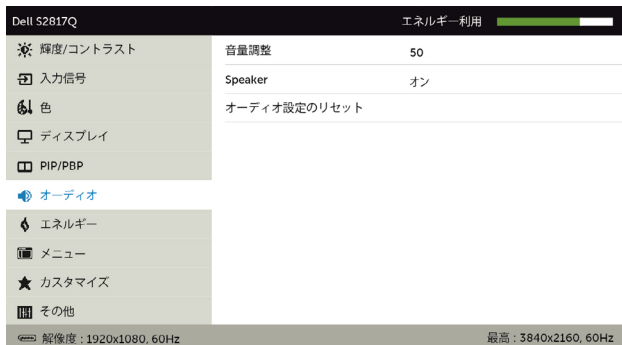 Dell S2817Q エネルギー利用
輝度/コントラスト 音量調整 50
入力信号 Speaker オン
色 オーディオ設定のリセット
ディスプレイ
PIP/PBP
オーディオ
エネルギー
メニュー
カスタマイズ
その他
解像度 : 1920x1080, 60Hz 最高 : 3840x2160, 60Hz